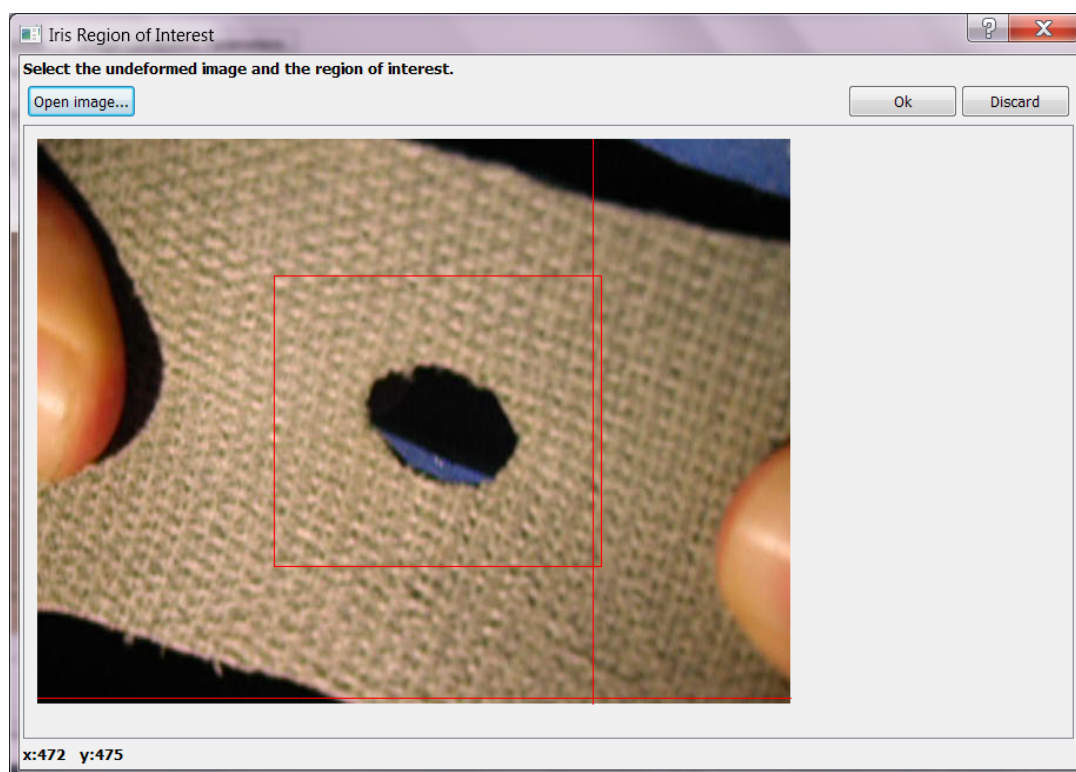 Iris Region of Interest
Select the undeformed image and the region of interest.
Open image... Ok Discard
x:472 y:475